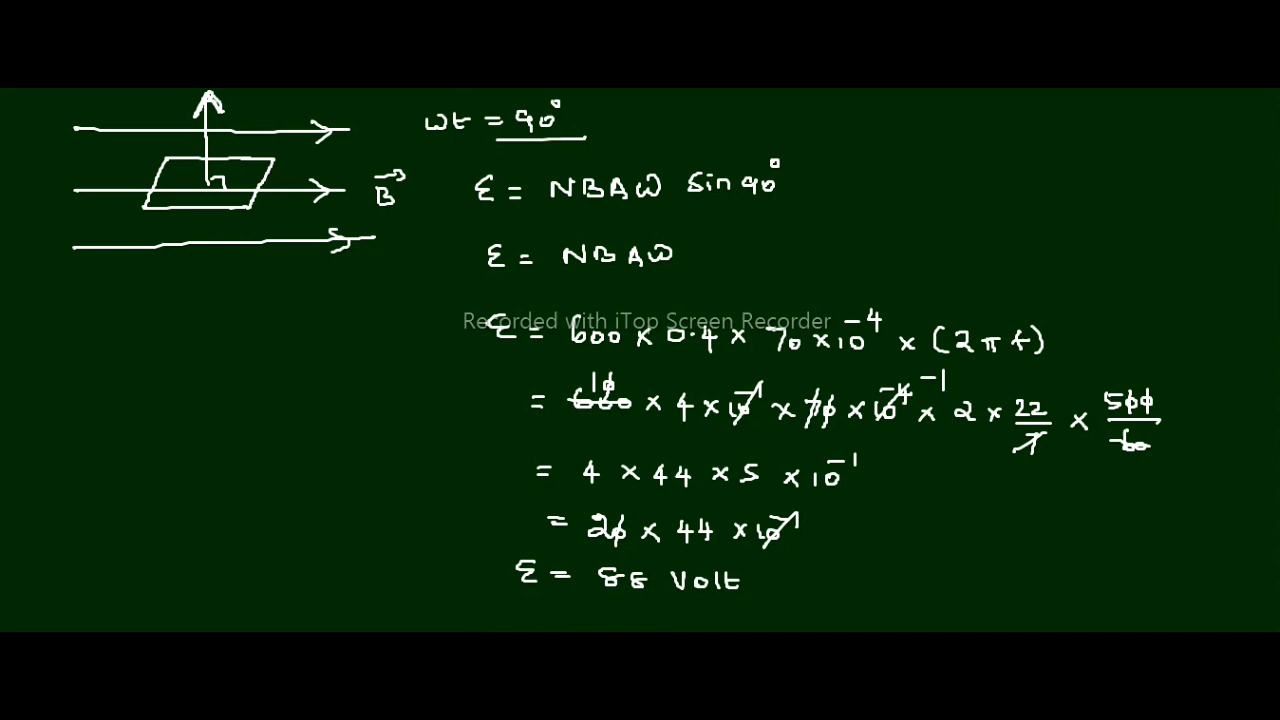 ωt = 90°
B⃗
ε = NBAω sin 90°
ε = NBAω
Recorded with iTop Screen Recorder
ε = 600 × 0.4 × 70 × 10⁻⁴ × (2πf)
= 600 10 × 4 × 10⁻¹ × 70 × 10⁻⁴ ⁻¹ × 2 × 22/7 × 500/60
= 4 × 44 × 5 × 10⁻¹
= 20 × 44 × 10⁻¹
ε = 88 Volt